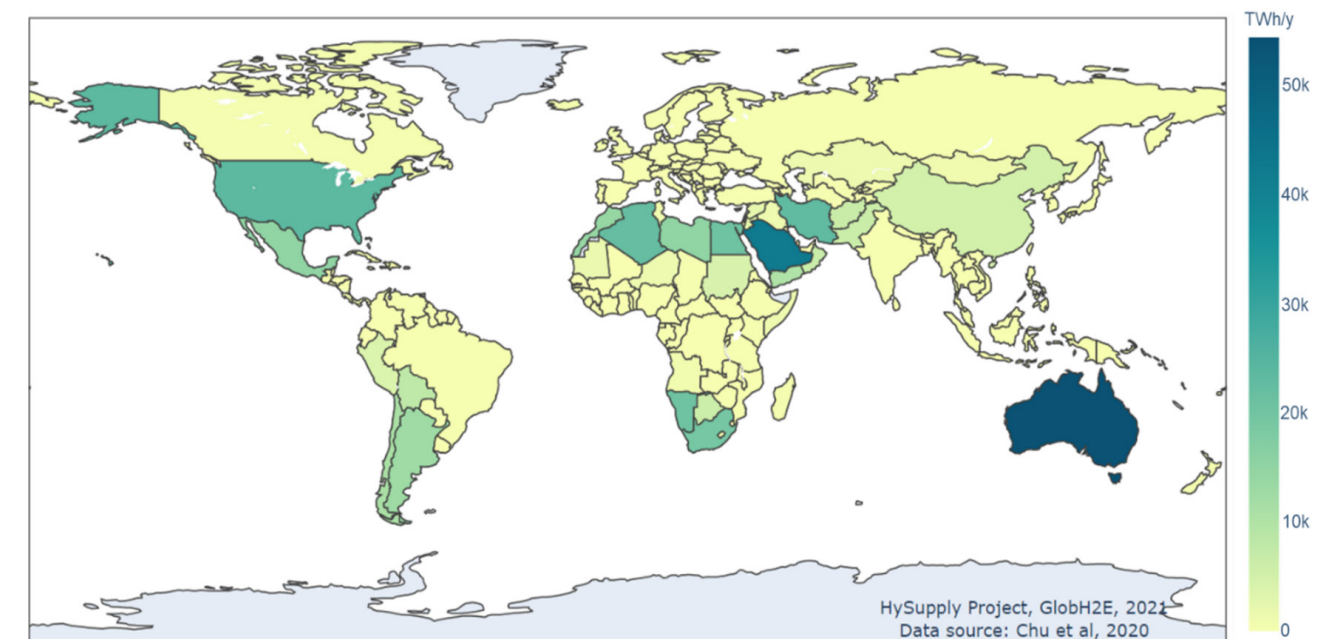 TWh/y
50k
40k
30k
20k
10k
0
HySupply Project, GlobH2E, 2021
Data source: Chu et al, 2020